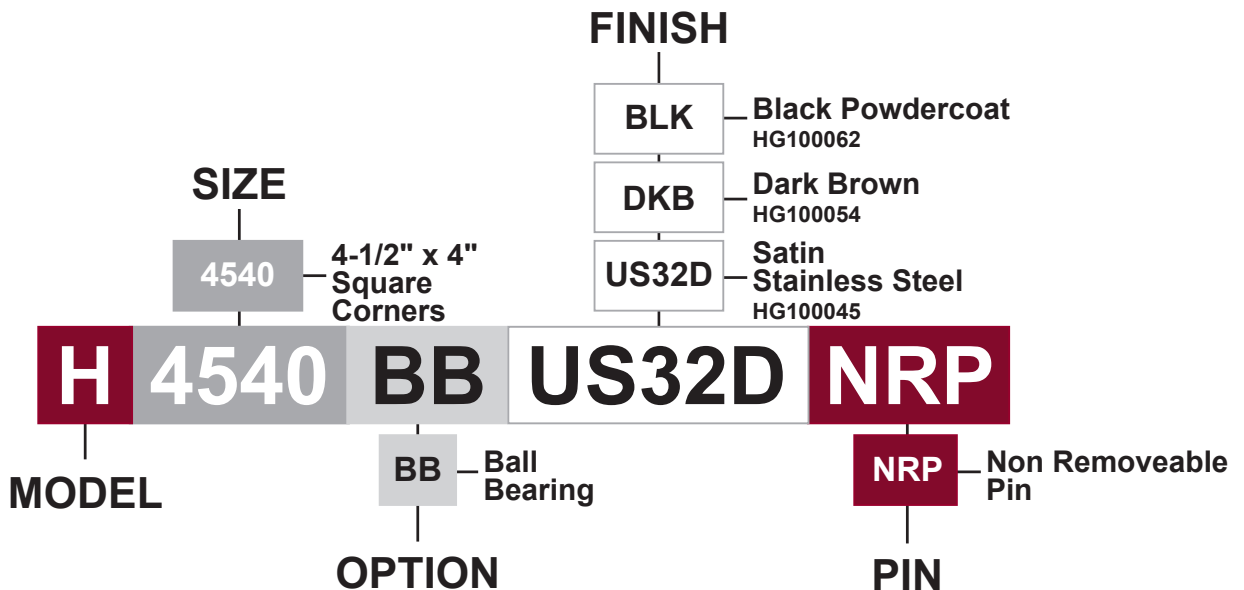 FINISH
BLK
Black Powdercoat
HG100062
DKB
Dark Brown
HG100054
US32D
Satin
Stainless Steel
HG100045
SIZE
4540
4-1/2" x 4"
Square
Corners
H 4540 BB US32D NRP
MODEL
BB
Ball
Bearing
OPTION
NRP
Non Removeable
Pin
PIN